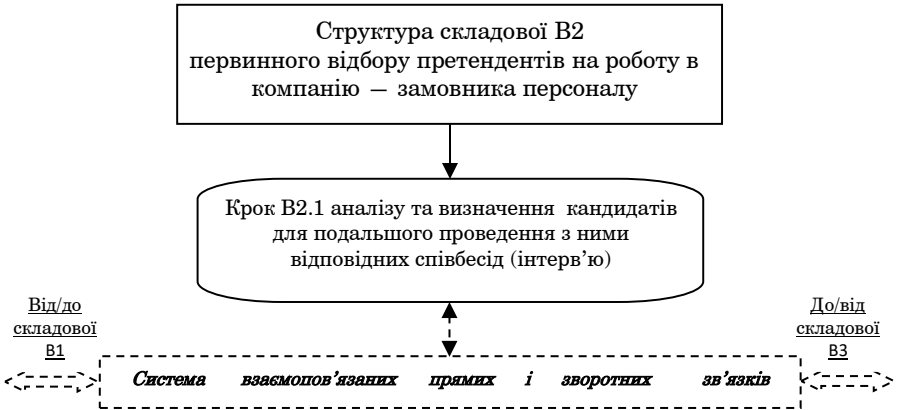 Структура складової В2
первинного відбору претендентів на роботу в
компанію — замовника персоналу
Крок В2.1 аналізу та визначення кандидатів
для подальшого проведення з ними
відповідних співбесід (інтерв’ю)
Від/до
складової
В1
До/від
складової
В3
Система взаємопов’язаних прямих і зворотних зв’язків